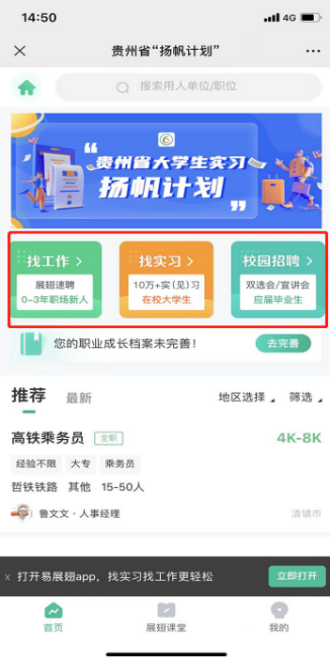 14:50
4G
贵州省“扬帆计划”
搜索用人单位/职位
贵州省大学生实习
扬帆计划
找工作 >
展翅速聘
0-3年职场新人
找实习 >
10万+实(见)习
在校大学生
校园招聘 >
双选会/宣讲会
应届毕业生
您的职业成长档案未完善!
去完善
推荐 最新 地区选择 筛选
高铁乘务员 全职 4K-8K
经验不限 大专 乘务员
哲铁铁路 其他 15-50人
鲁文文·人事经理 清镇市
x 打开易展翅app，找实习找工作更轻松 立即打开
首页 展翅课堂 我的